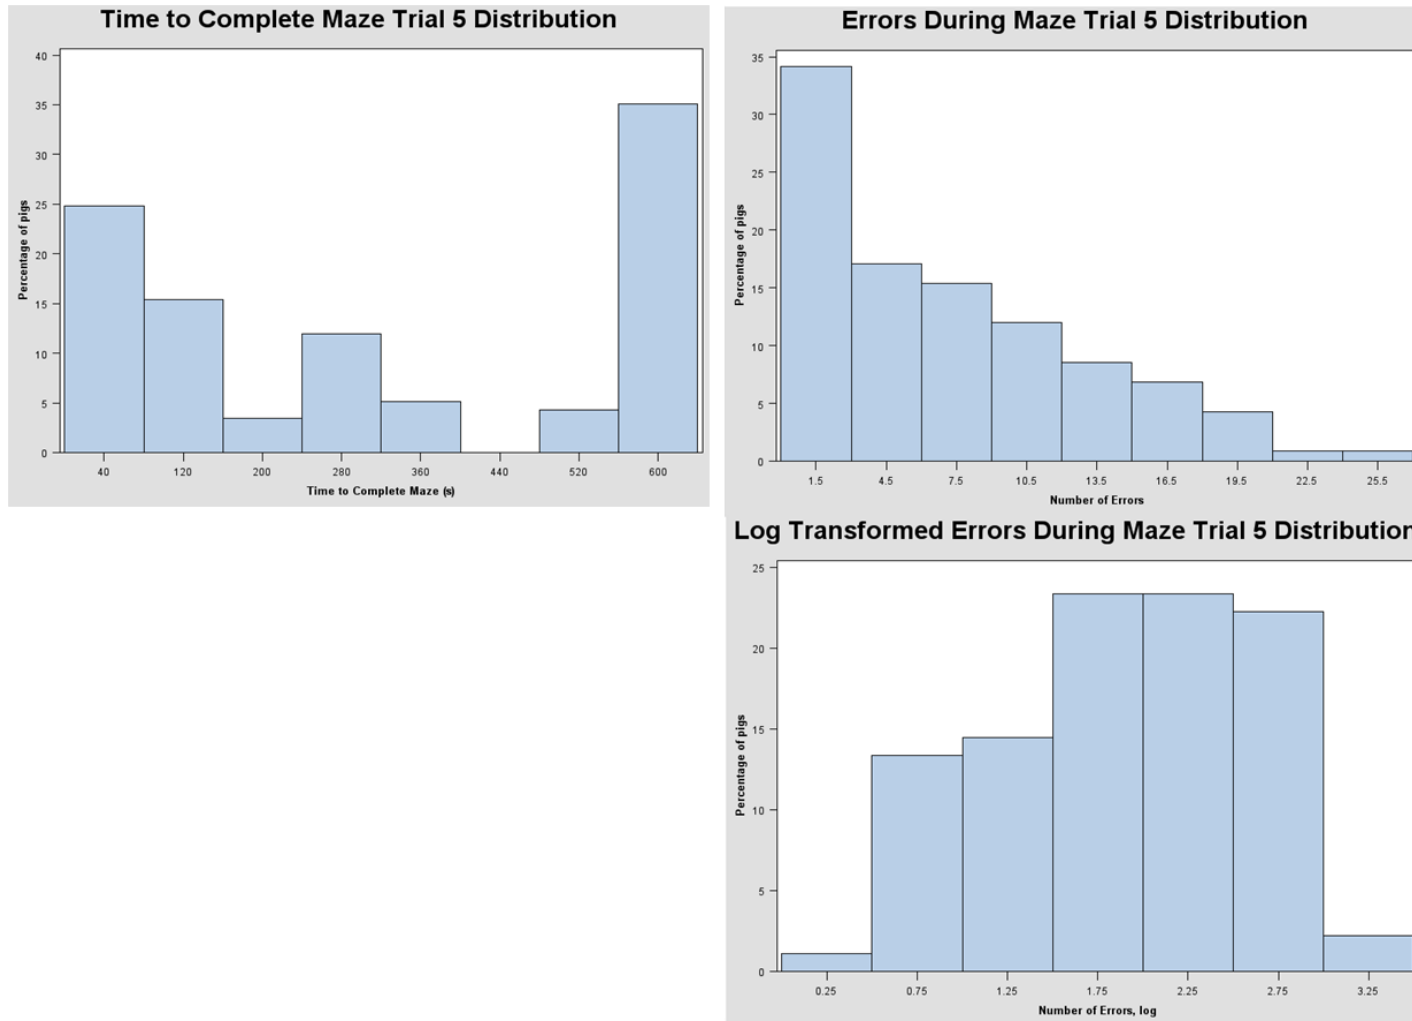 Time to Complete Maze Trial 5 Distribution
40
35
30
25
20
15
10
5
0
Percentage of pigs
40 120 200 280 360 440 520 600
Time to Complete Maze (s)
Errors During Maze Trial 5 Distribution
35
30
25
20
15
10
5
0
Percentage of pigs
1.5 4.5 7.5 10.5 13.5 16.5 19.5 22.5 25.5
Number of Errors
Log Transformed Errors During Maze Trial 5 Distribution
25
20
15
10
5
0
Percentage of pigs
0.25 0.75 1.25 1.75 2.25 2.75 3.25
Number of Errors, log